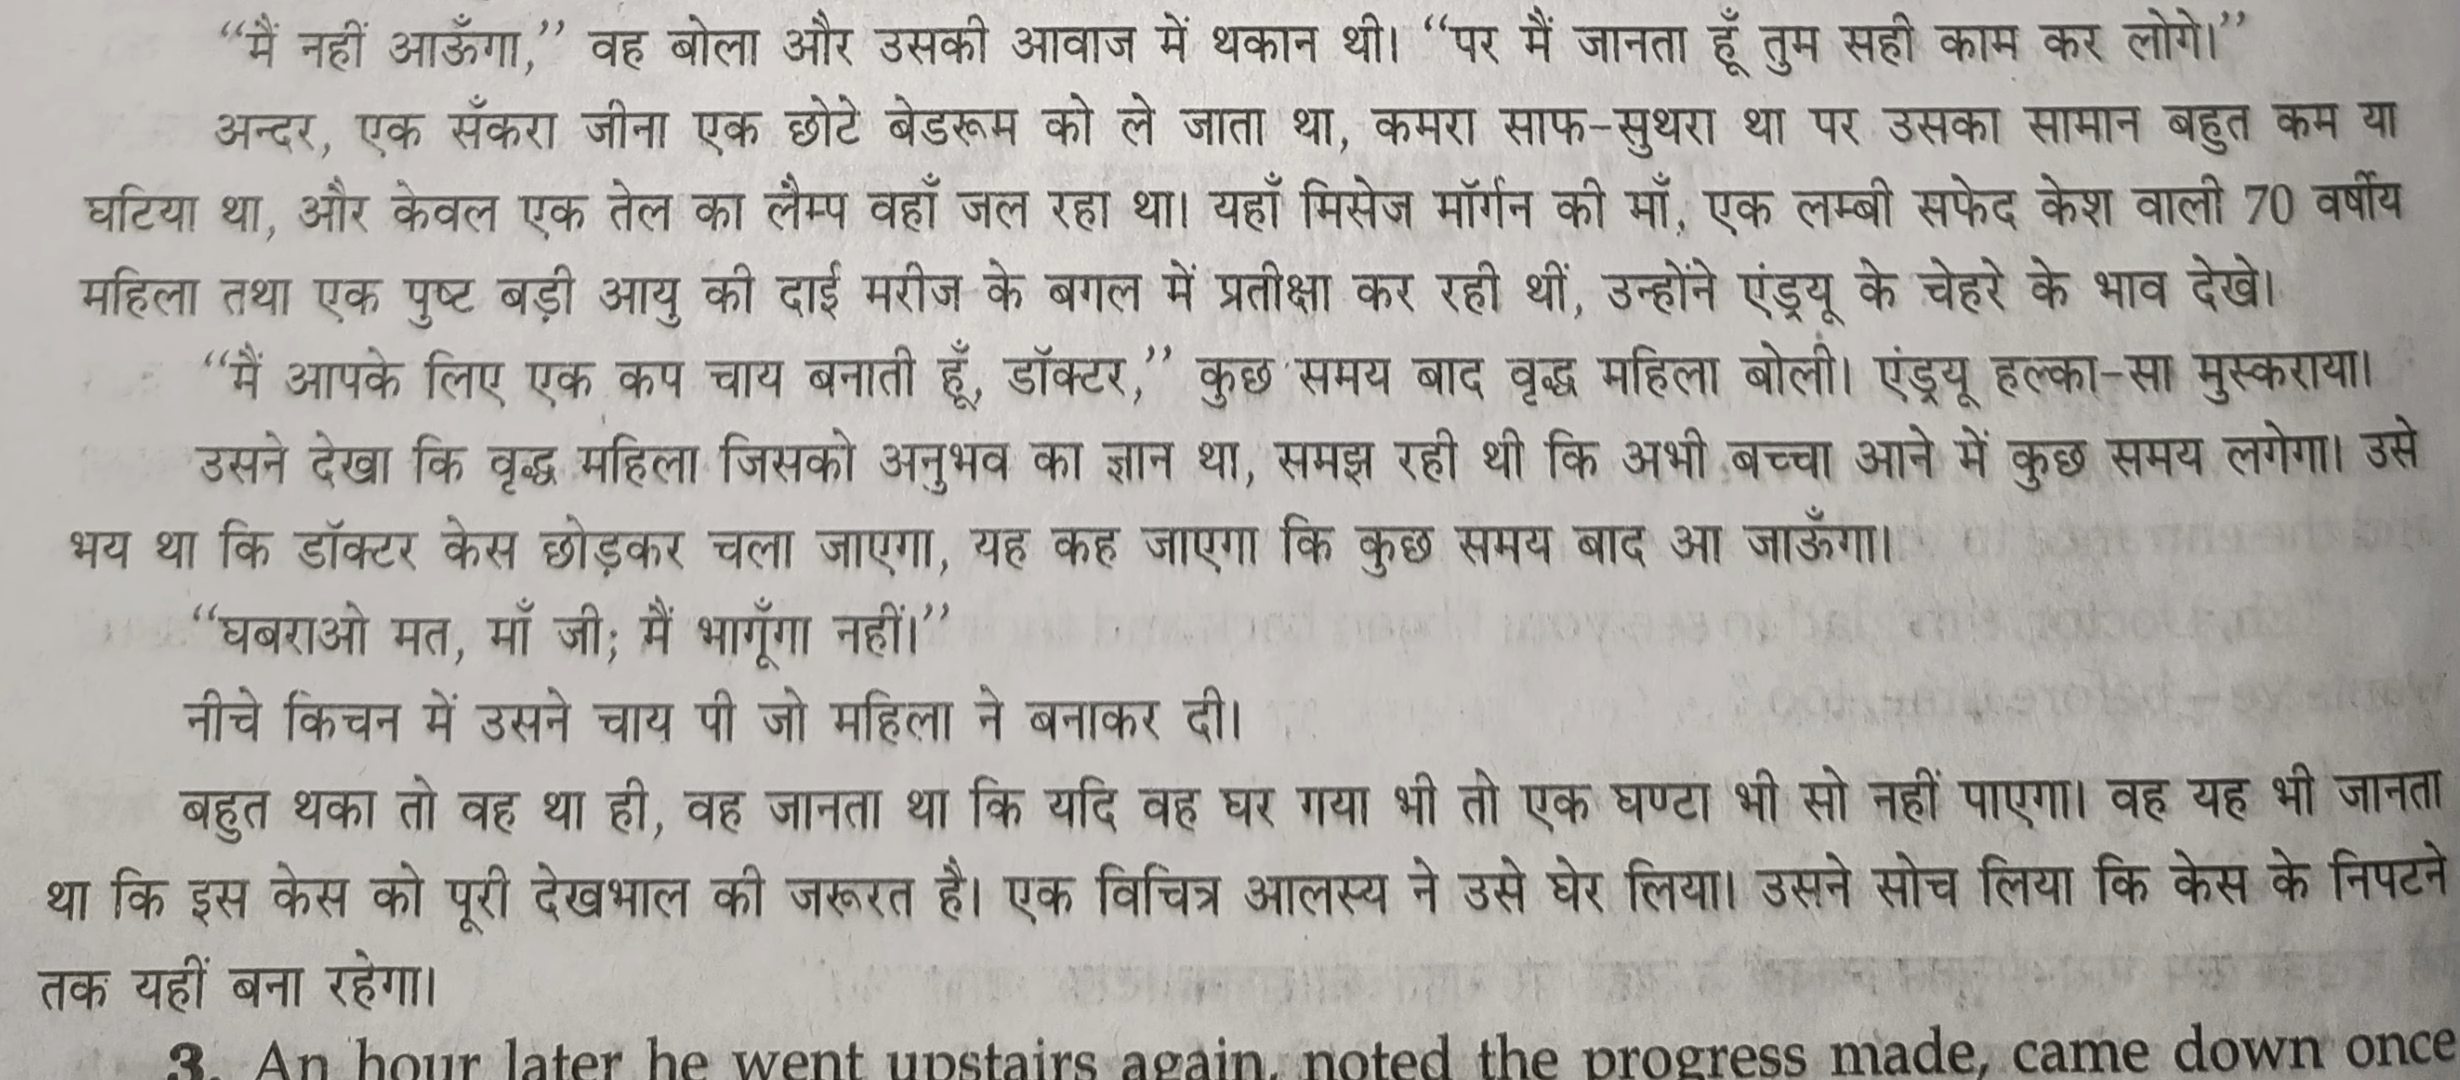 “मैं नहीं आऊँगा,” वह बोला और उसकी आवाज में थकान थी। “पर मैं जानता हूँ तुम सही काम कर लोगे।”
अन्दर, एक सँकरा जीना एक छोटे बेडरूम को ले जाता था, कमरा साफ-सुथरा था पर उसका सामान बहुत कम या
घटिया था, और केवल एक तेल का लैम्प वहाँ जल रहा था। यहाँ मिसेज मॉर्गन की माँ, एक लम्बी सफेद केश वाली 70 वर्षीय
महिला तथा एक पुष्ट बड़ी आयु की दाई मरीज के बगल में प्रतीक्षा कर रही थीं, उन्होंने एंड्रयू के चेहरे के भाव देखे।
“मैं आपके लिए एक कप चाय बनाती हूँ, डॉक्टर,” कुछ समय बाद वृद्ध महिला बोली। एंड्रयू हल्का-सा मुस्कराया।
उसने देखा कि वृद्ध महिला जिसको अनुभव का ज्ञान था, समझ रही थी कि अभी बच्चा आने में कुछ समय लगेगा। उसे
भय था कि डॉक्टर केस छोड़कर चला जाएगा, यह कह जाएगा कि कुछ समय बाद आ जाऊँगा।
“घबराओ मत, माँ जी; मैं भागूँगा नहीं।”
नीचे किचन में उसने चाय पी जो महिला ने बनाकर दी।
बहुत थका तो वह था ही, वह जानता था कि यदि वह घर गया भी तो एक घण्टा भी सो नहीं पाएगा। वह यह भी जानता
था कि इस केस को पूरी देखभाल की जरूरत है। एक विचित्र आलस्य ने उसे घेर लिया। उसने सोच लिया कि केस के निपटने
तक यहीं बना रहेगा।
3. An hour later he went upstairs again, noted the progress made, came down once